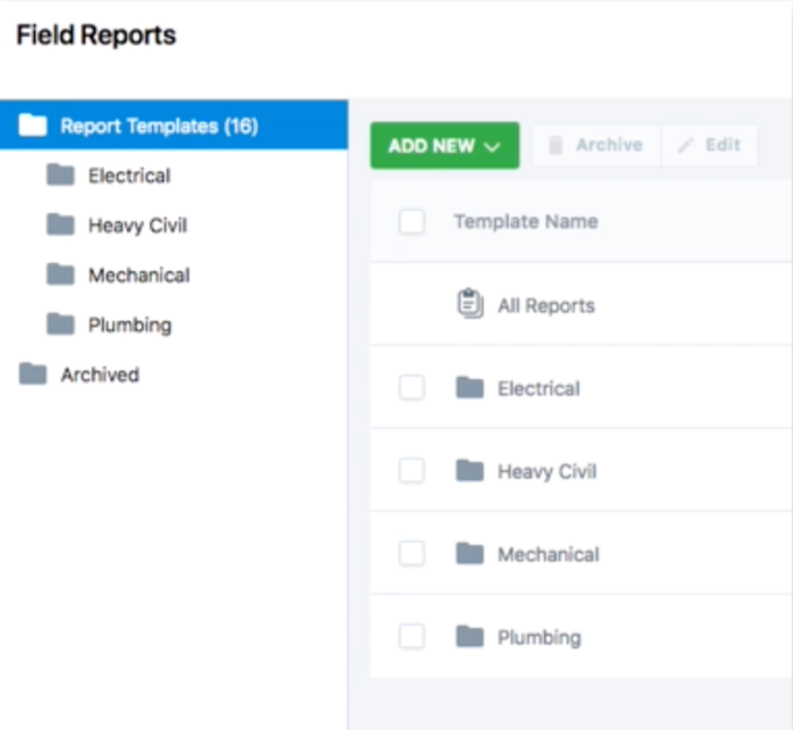 Field Reports
Report Templates (16)
Electrical
Heavy Civil
Mechanical
Plumbing
Archived
ADD NEW
Archive
Edit
Template Name
All Reports
Electrical
Heavy Civil
Mechanical
Plumbing